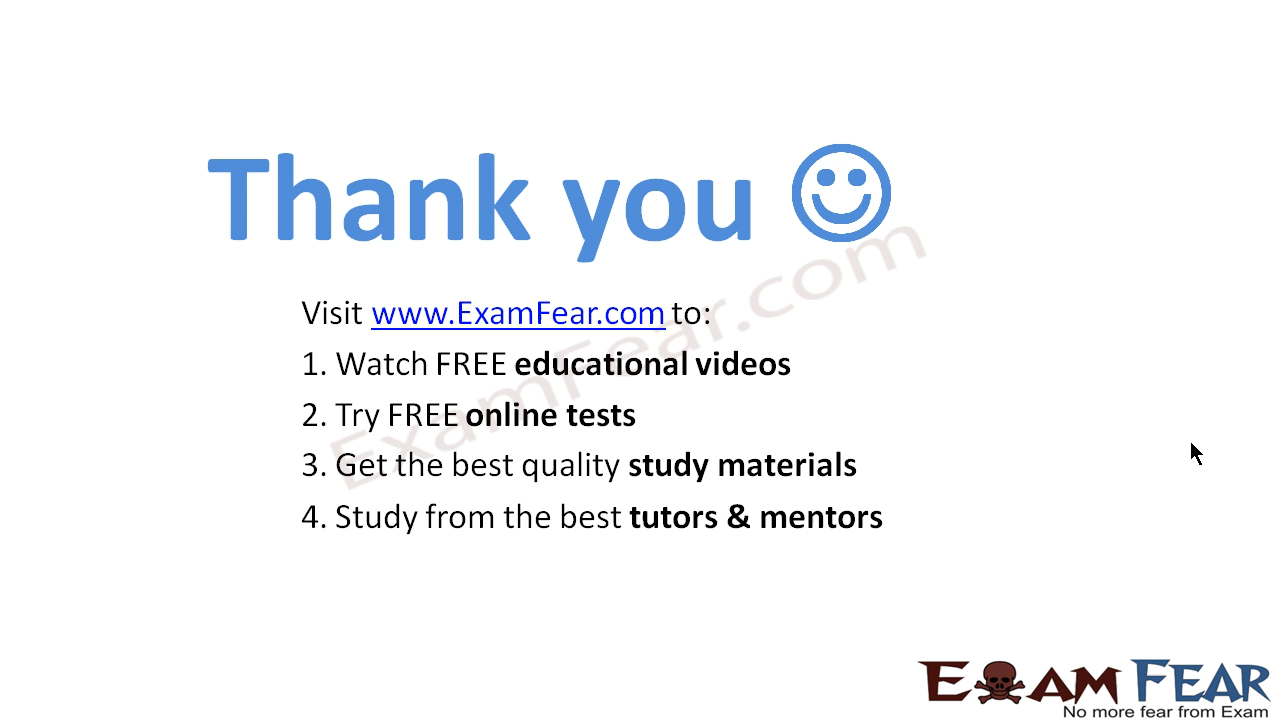 Thank you
Visit www.ExamFear.com to:
1. Watch FREE educational videos
2. Try FREE online tests
3. Get the best quality study materials
4. Study from the best tutors & mentors
ExamFear.com
EXAM FEAR
No more fear from Exam